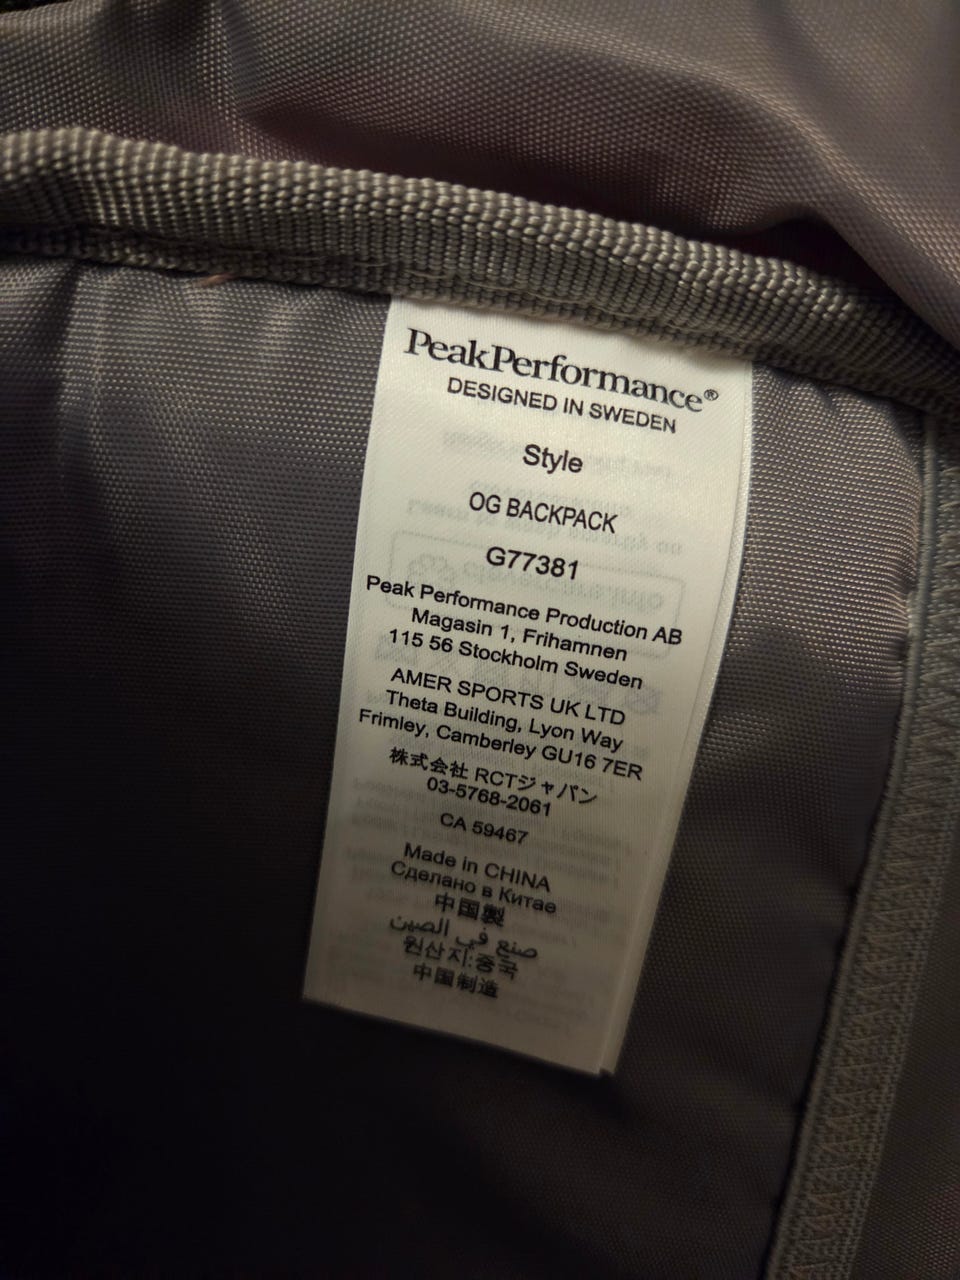 PeakPerformance®
DESIGNED IN SWEDEN
Style
OG BACKPACK
G77381
Peak Performance Production AB
Magasin 1, Frihamnen
115 56 Stockholm Sweden
AMER SPORTS UK LTD
Theta Building, Lyon Way
Frimley, Camberley GU16 7ER
株式会社 RCTジャパン
03-5768-2061
CA 59467
Made in CHINA
Сделано в Китае
中国製
صنع في الصين
원산지:중국
中国制造